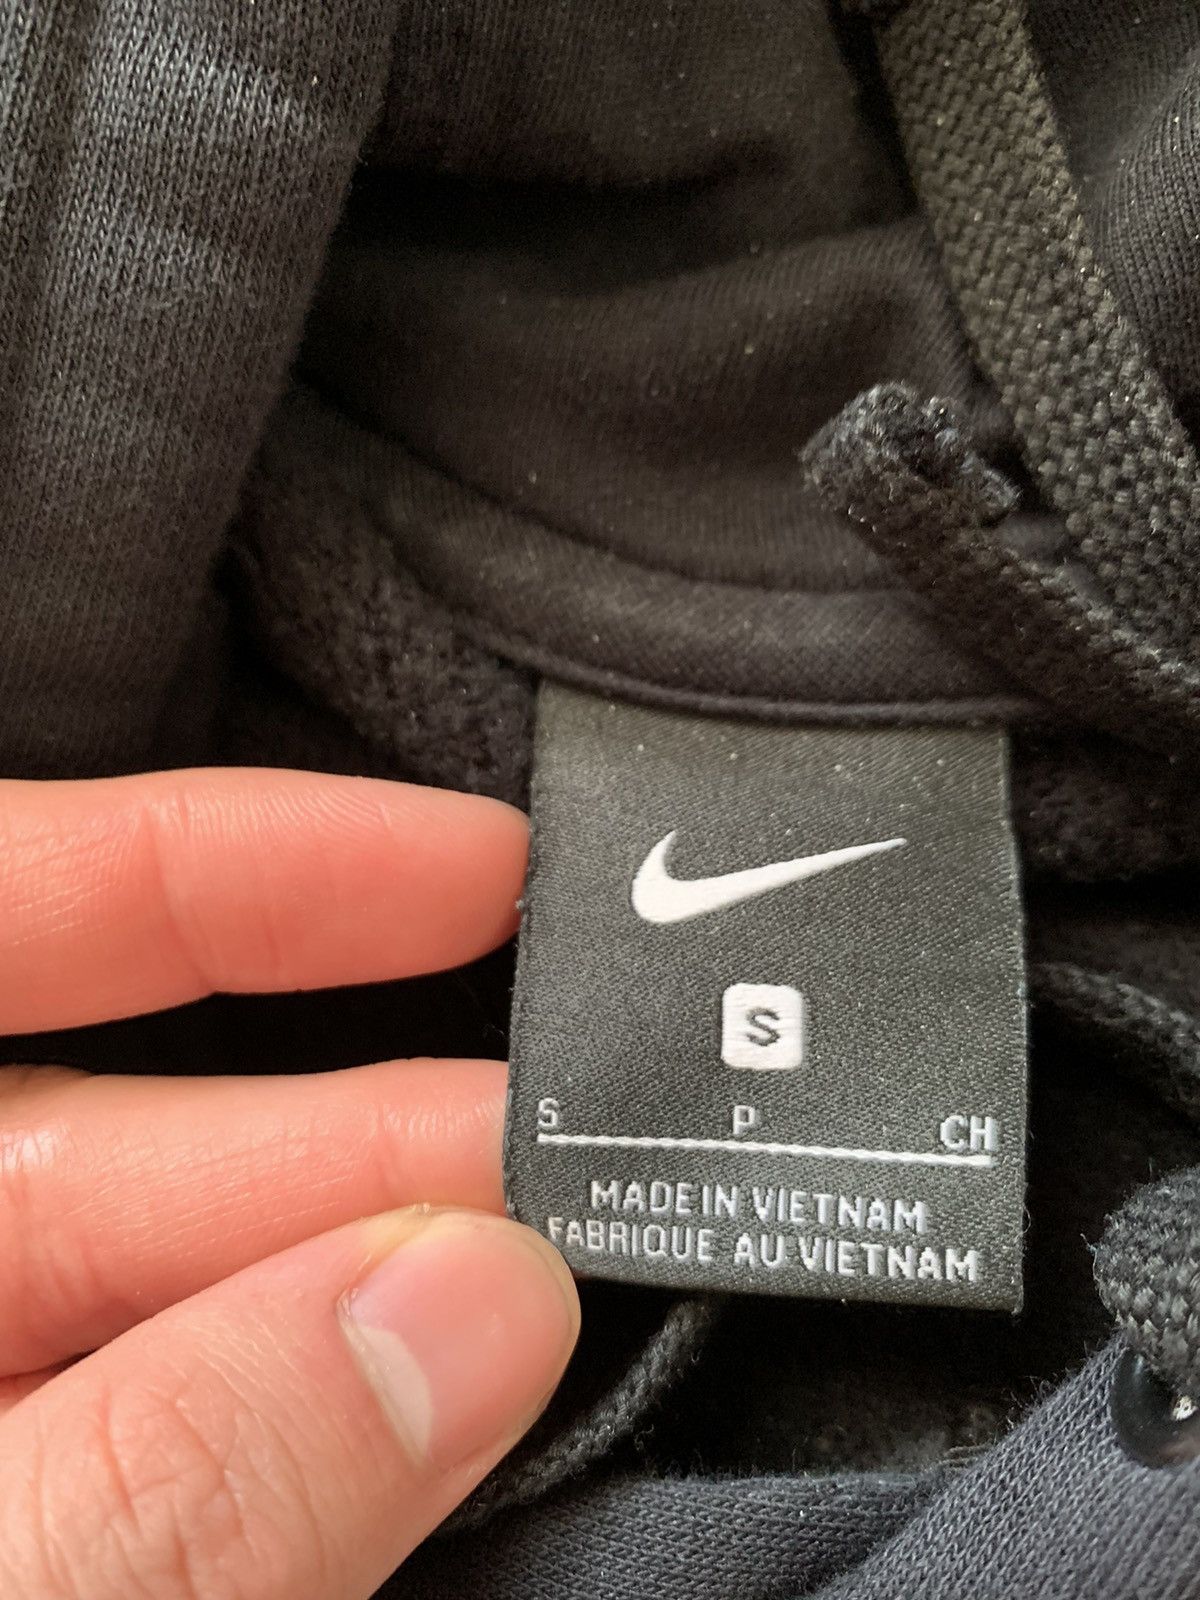 S
S P CH
MADE IN VIETNAM
FABRIQUE AU VIETNAM